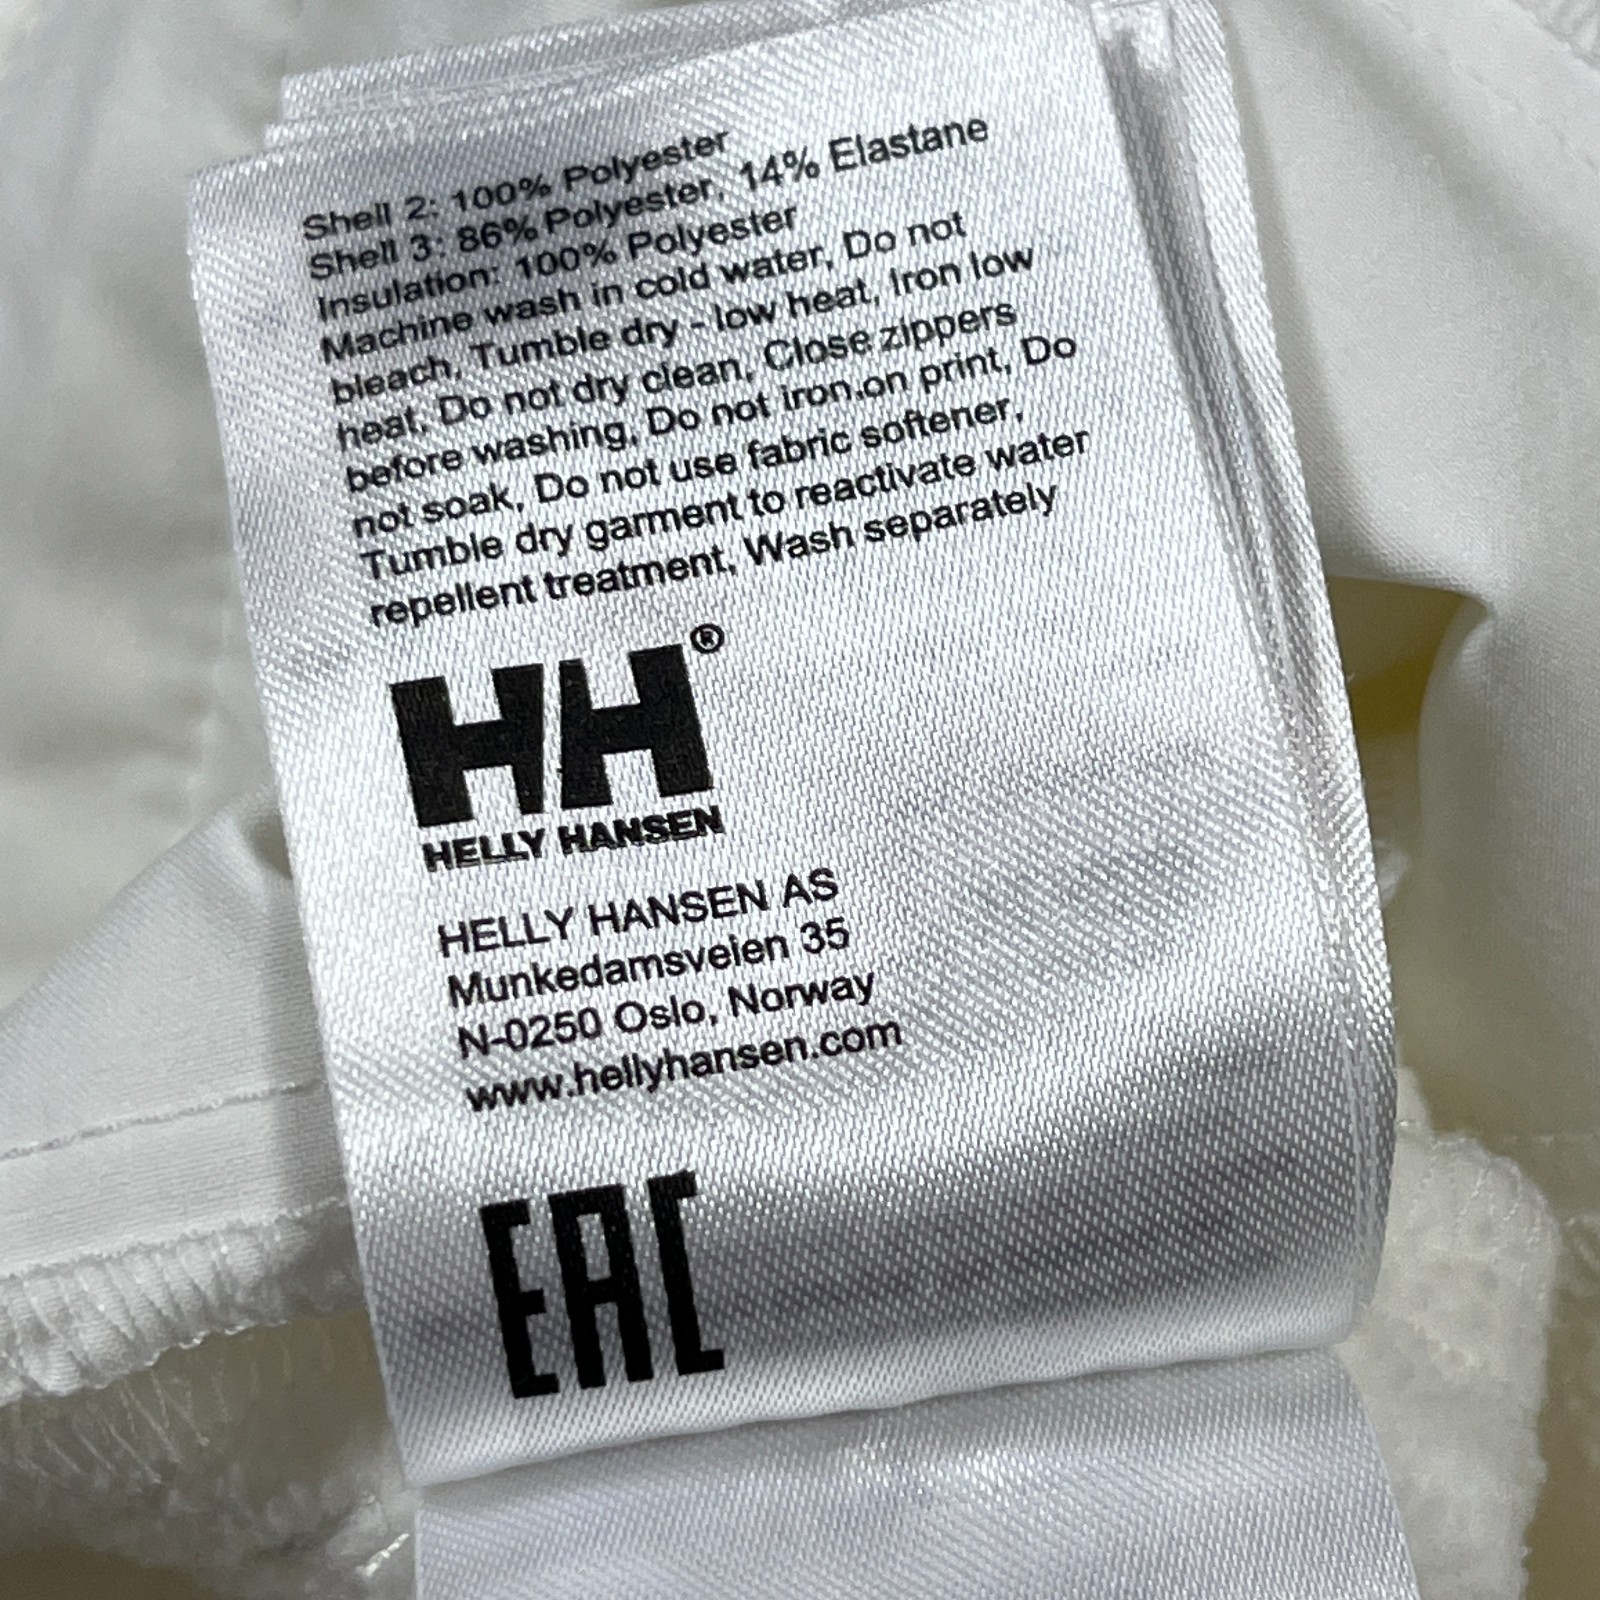 Shell 2: 100% Polyester
Shell 3: 86% Polyester, 14% Elastane
Insulation: 100% Polyester
Machine wash in cold water, Do not
bleach, Tumble dry - low heat, Iron low
heat, Do not dry clean, Close zippers
before washing, Do not iron on print, Do
not soak, Do not use fabric softener,
Tumble dry garment to reactivate water
repellent treatment, Wash separately
HH®
HELLY HANSEN
HELLY HANSEN AS
Munkedamsveien 35
N-0250 Oslo, Norway
www.hellyhansen.com
EAC